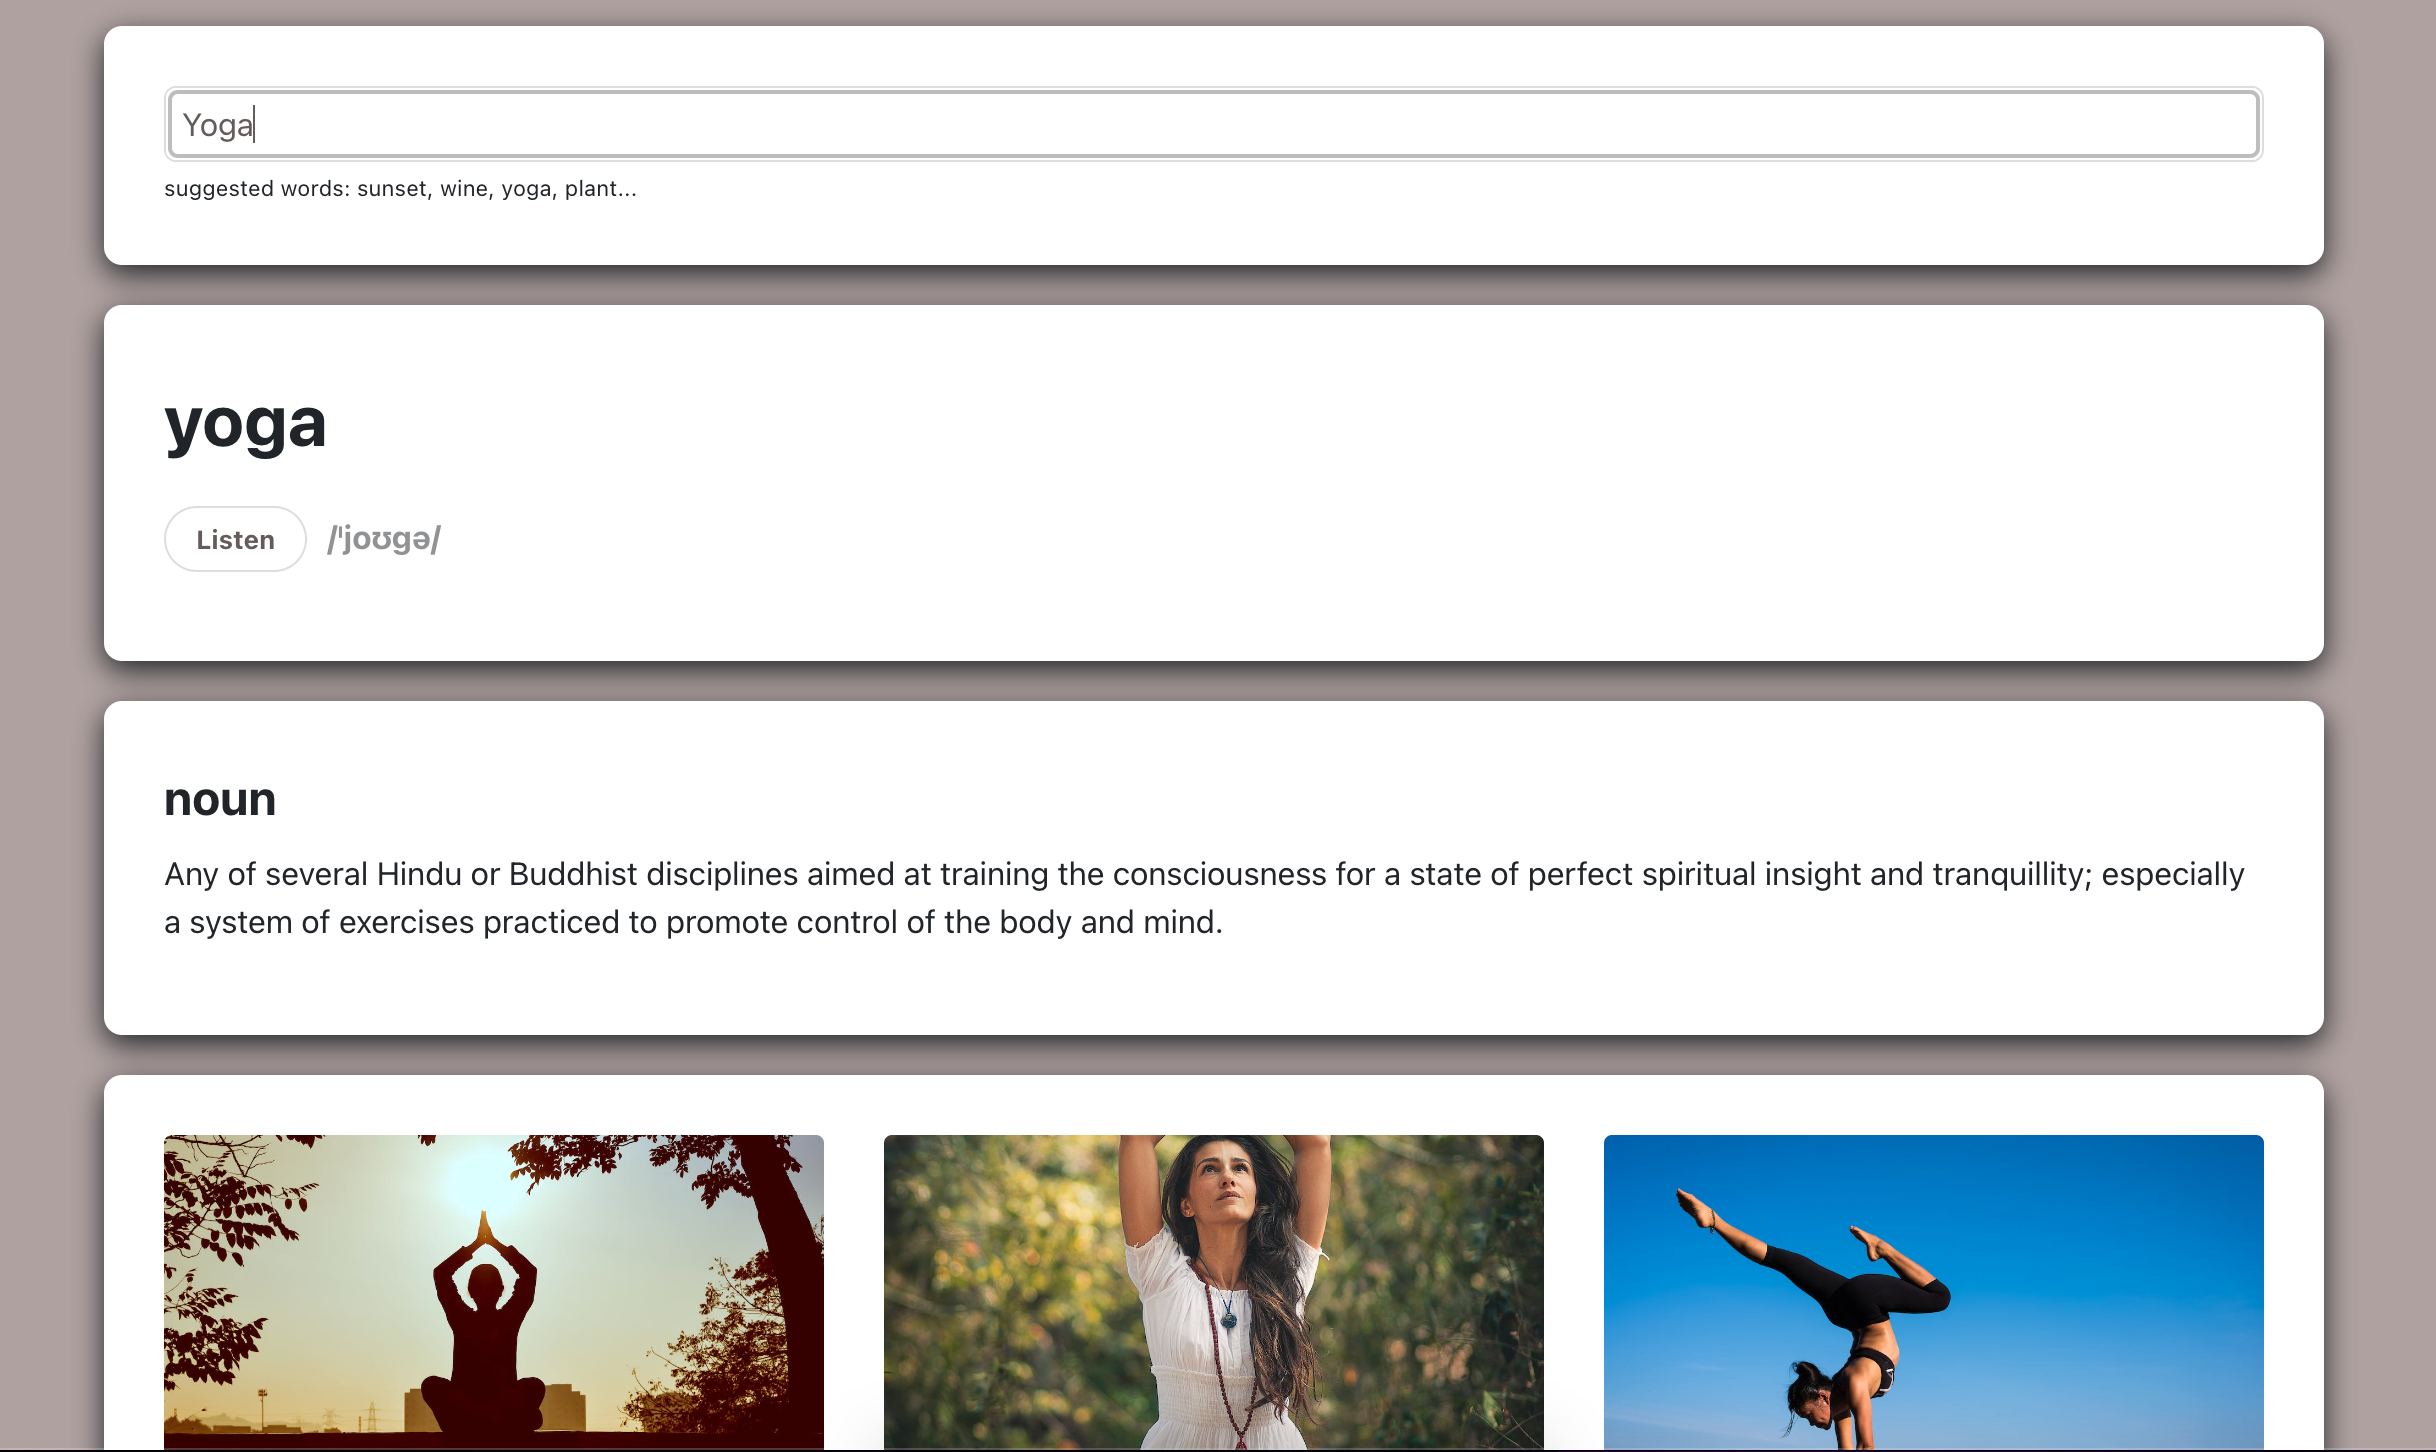 Yoga
suggested words: sunset, wine, yoga, plant...
yoga
Listen /ˈjoʊgə/
noun
Any of several Hindu or Buddhist disciplines aimed at training the consciousness for a state of perfect spiritual insight and tranquillity; especially
a system of exercises practiced to promote control of the body and mind.